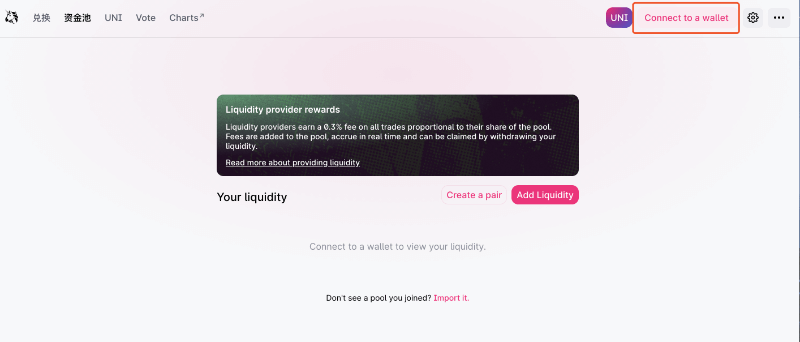 兑换 资金池 UNI Vote Charts↗ UNI Connect to a wallet
Liquidity provider rewards
Liquidity providers earn a 0.3% fee on all trades proportional to their share of the pool.
Fees are added to the pool, accrue in real time and can be claimed by withdrawing your
liquidity.
Read more about providing liquidity
Your liquidity Create a pair Add Liquidity
Connect to a wallet to view your liquidity.
Don't see a pool you joined? Import it.